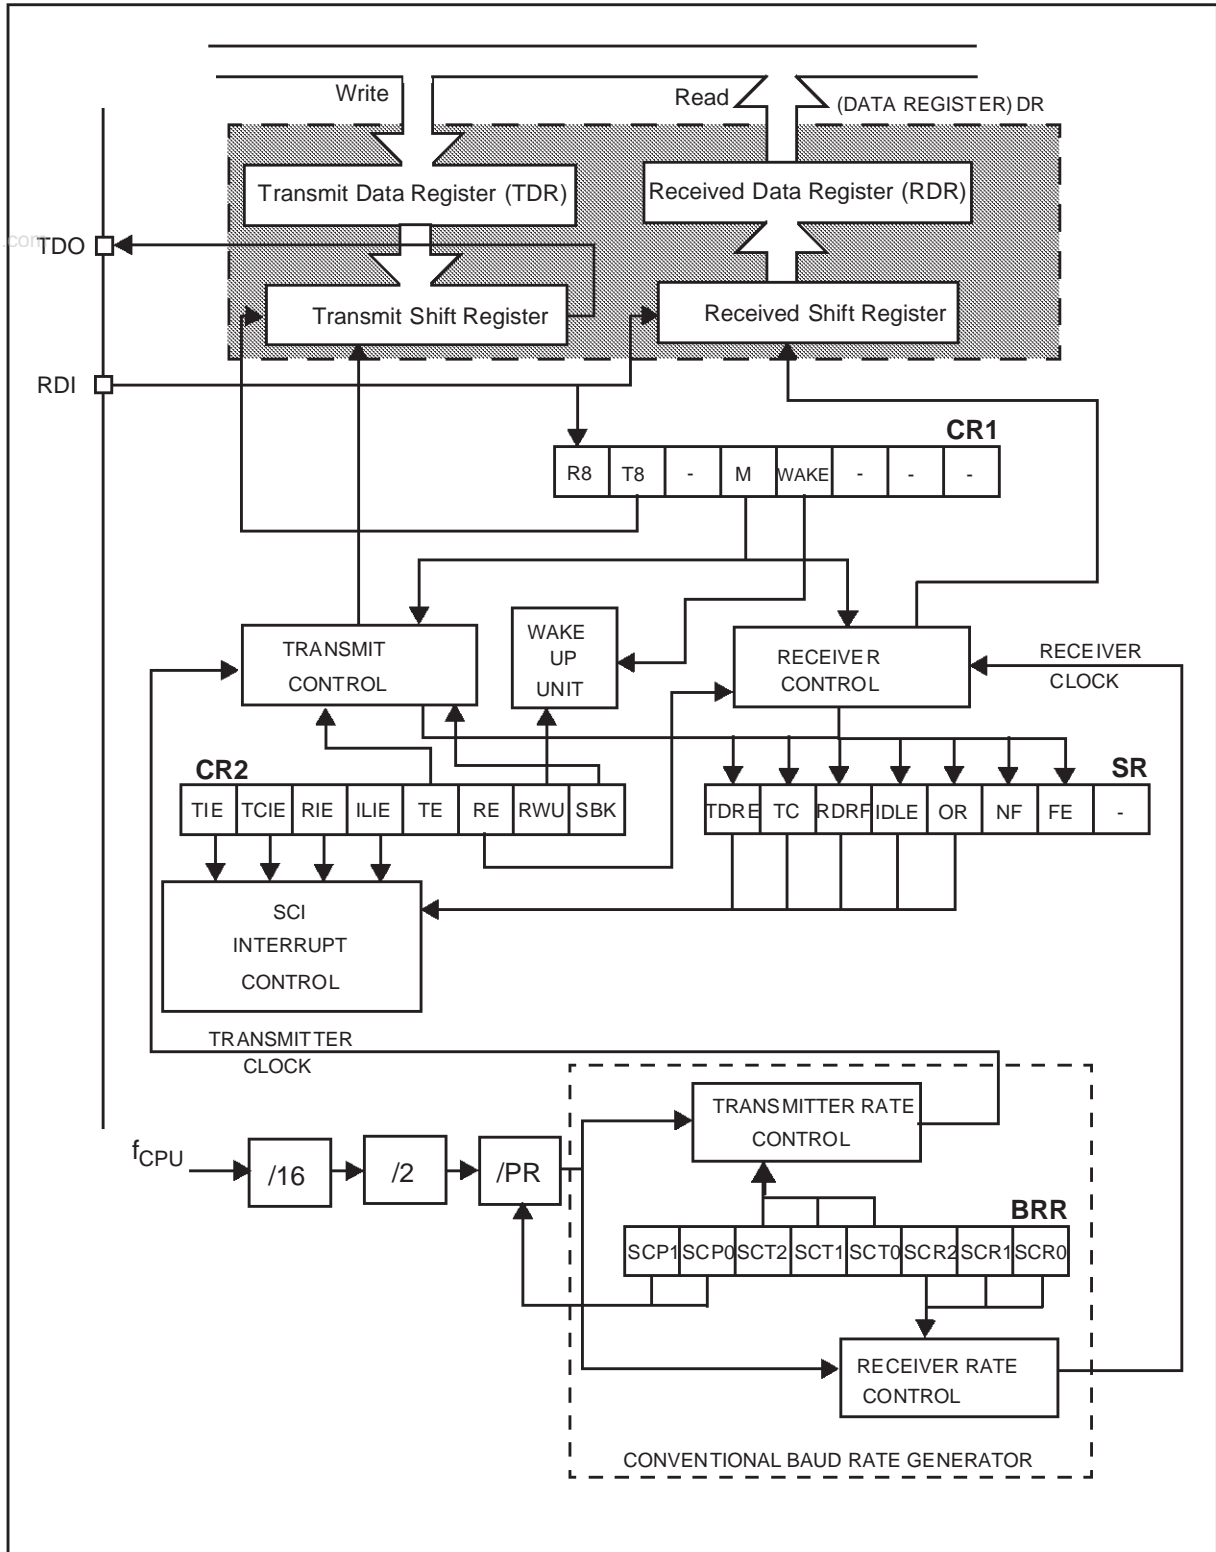 Write
Read
(DATA REGISTER) DR
Transmit Data Register (TDR)
Received Data Register (RDR)
.com
TDO
Transmit Shift Register
Received Shift Register
RDI
CR1
R8 T8 - M WAKE - - -
TRANSMIT
CONTROL
WAKE
UP
UNIT
RECEIVER
CONTROL
RECEIVER
CLOCK
CR2
SR
TIE TCIE RIE ILIE TE RE RWU SBK
TDRE TC RDRF IDLE OR NF FE -
SCI
INTERRUPT
CONTROL
TRANSMITTER
CLOCK
TRANSMITTER RATE
CONTROL
fCPU
/16
/2
/PR
BRR
SCP1 SCP0 SCT2 SCT1 SCT0 SCR2 SCR1 SCR0
RECEIVER RATE
CONTROL
CONVENTIONAL BAUD RATE GENERATOR